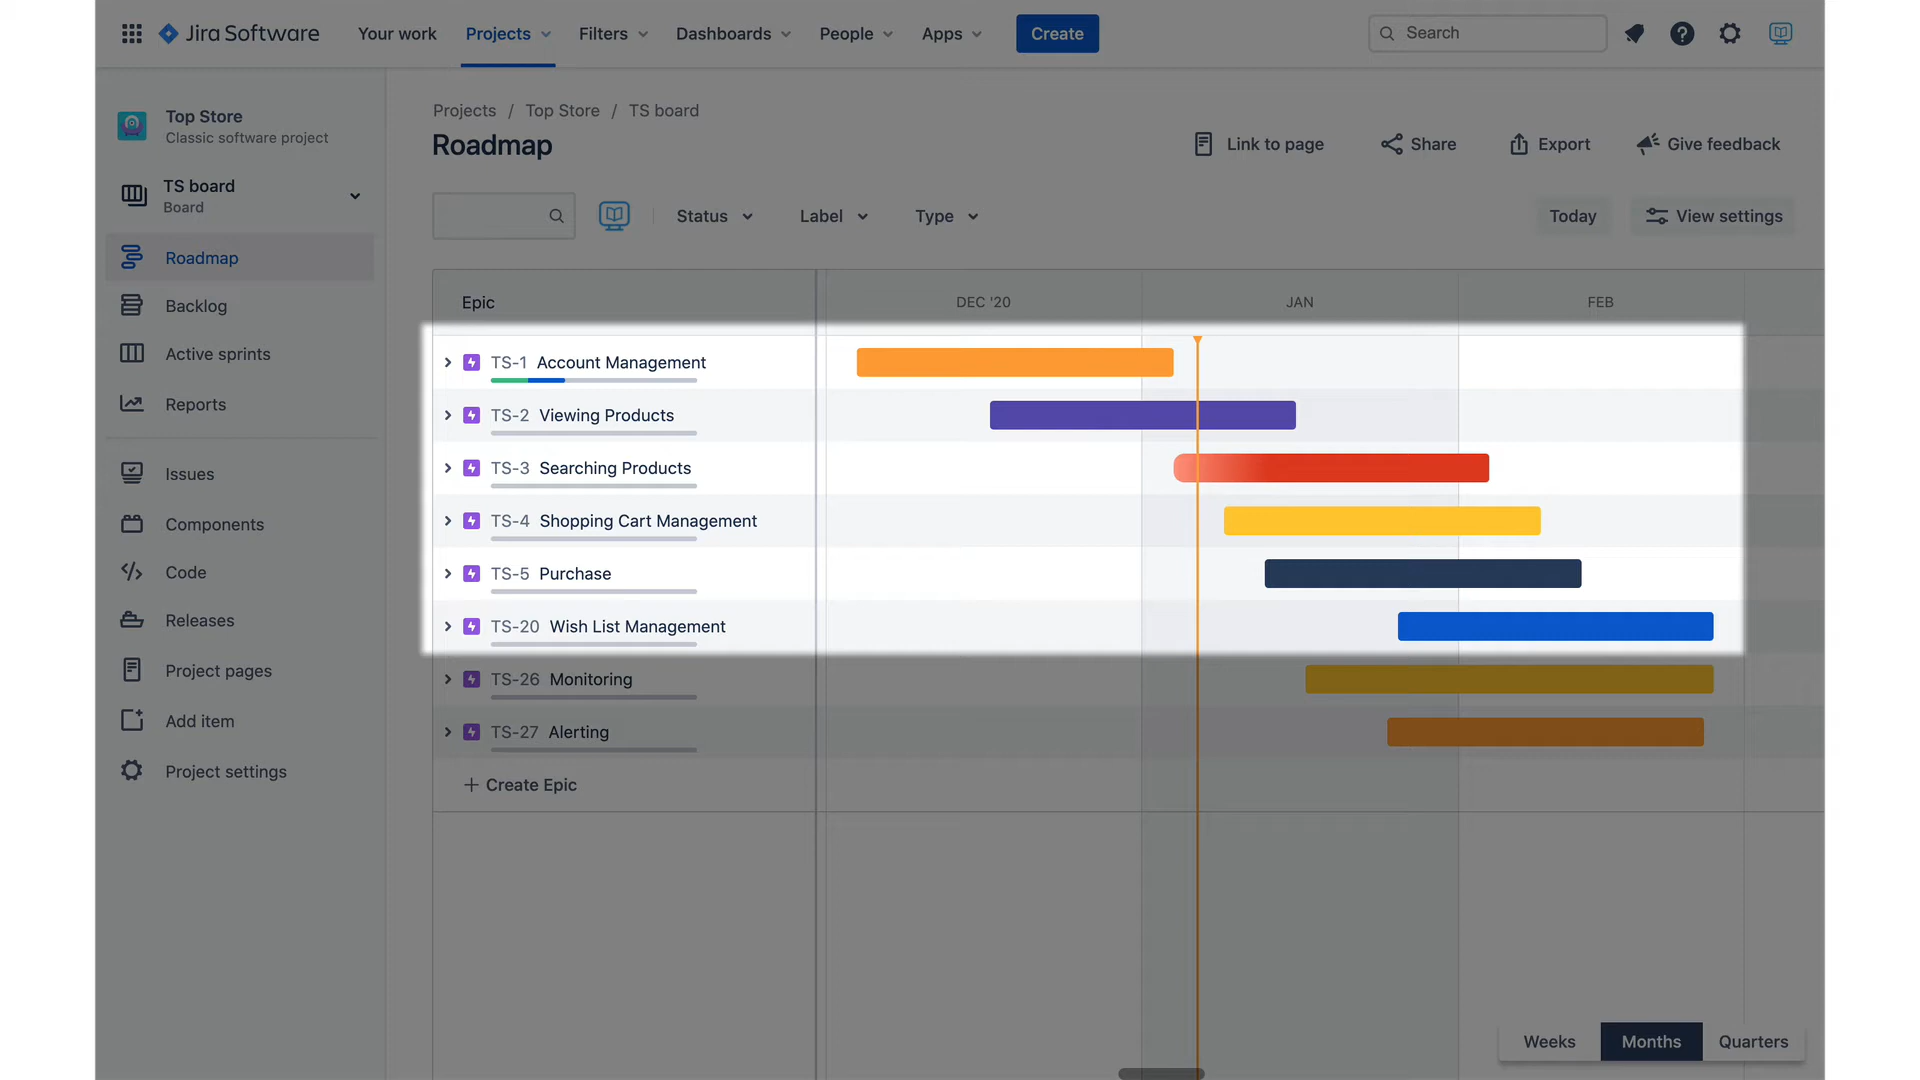 Jira Software Your work Projects Filters Dashboards People Apps Create Search
Top Store
Classic software project
TS board
Board
Roadmap
Backlog
Active sprints
Reports
Issues
Components
Code
Releases
Project pages
Add item
Project settings
Projects / Top Store / TS board
Roadmap
Link to page Share Export Give feedback
Status Label Type Today View settings
Epic DEC '20 JAN FEB
TS-1 Account Management
TS-2 Viewing Products
TS-3 Searching Products
TS-4 Shopping Cart Management
TS-5 Purchase
TS-20 Wish List Management
TS-26 Monitoring
TS-27 Alerting
+ Create Epic
Weeks Months Quarters